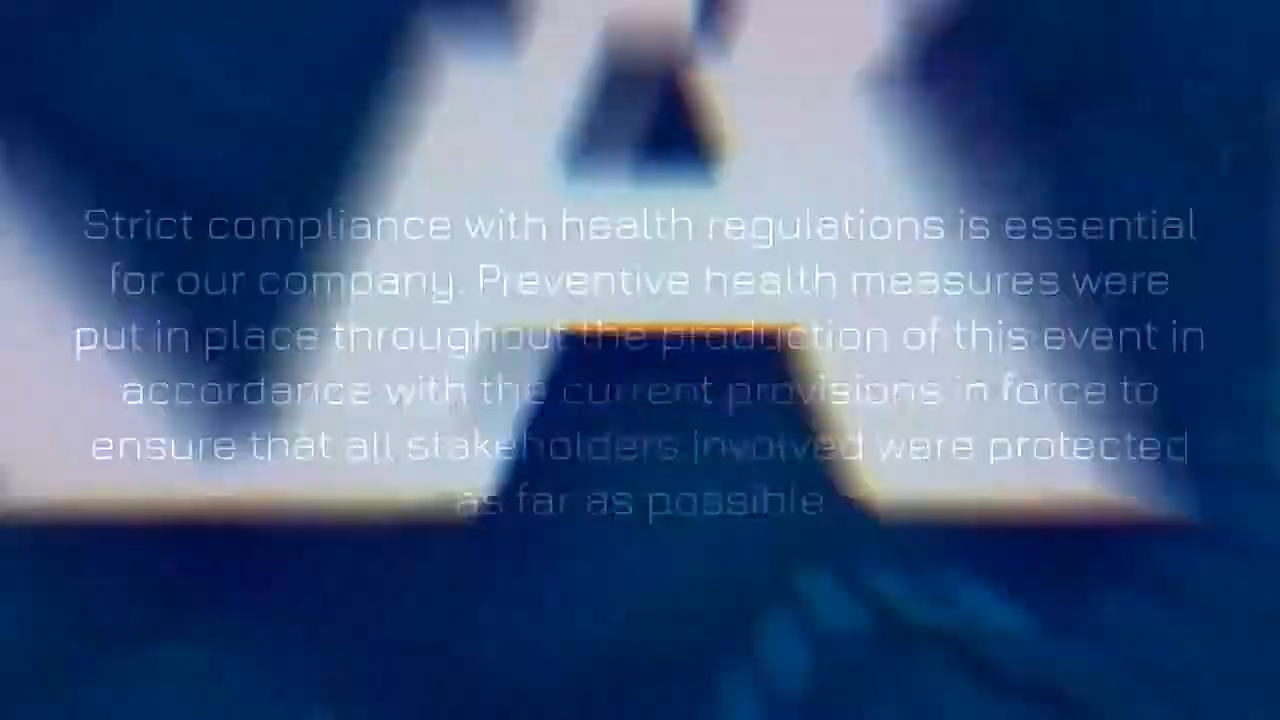 Strict compliance with health regulations is essential
for our company. Preventive health measures were
put in place throughout the production of this event in
accordance with the current provisions in force to
ensure that all stakeholders involved were protected
as far as possible